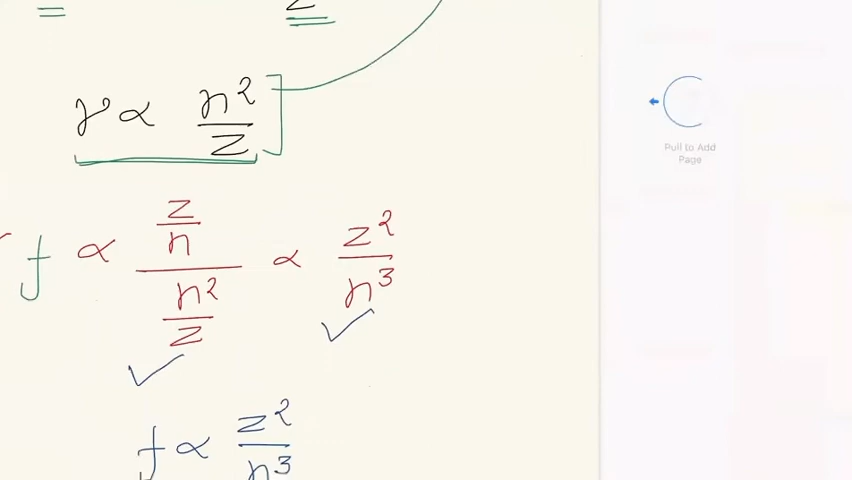 r ∝ n²/z
f ∝ (z/n)/(n²/z) ∝ z²/n³
f ∝ z²/n³
Pull to Add
Page